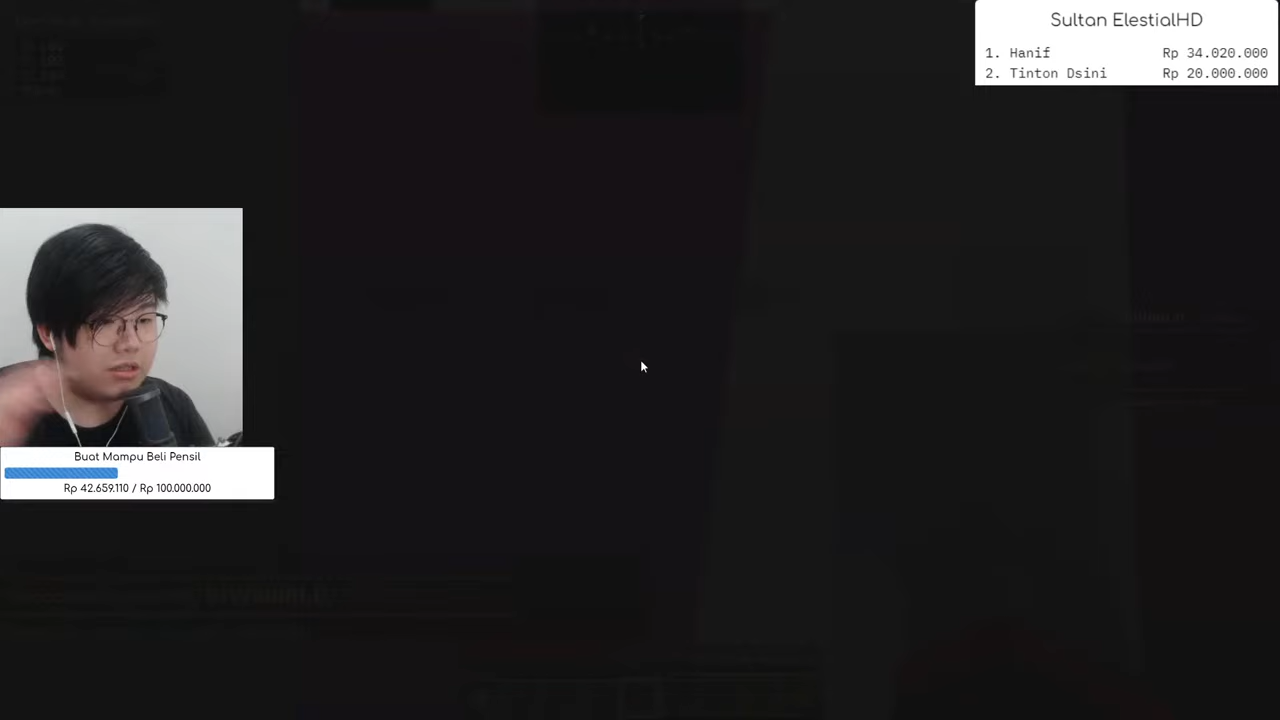 Sultan ElestialHD
1. Hanif Rp 34.020.000
2. Tinton Dsini Rp 20.000.000
Buat Mampu Beli Pensil
Rp 42.659.110 / Rp 100.000.000